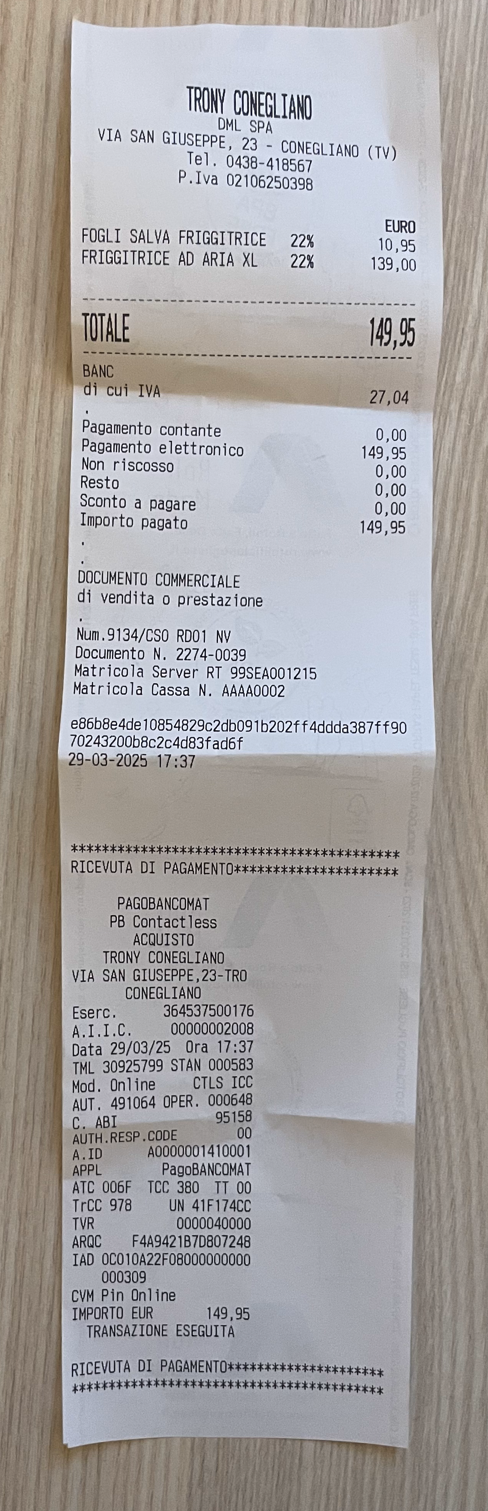 TRONY CONEGLIANO
DML SPA
VIA SAN GIUSEPPE, 23 - CONEGLIANO (TV)
Tel. 0438-418567
P.Iva 02106250398
EURO
FOGLI SALVA FRIGGITRICE 22% 10,95
FRIGGITRICE AD ARIA XL 22% 139,00
------------------------------------------
TOTALE 149,95
------------------------------------------
BANC
di cui IVA 27,04
.
Pagamento contante 0,00
Pagamento elettronico 149,95
Non riscosso 0,00
Resto 0,00
Sconto a pagare 0,00
Importo pagato 149,95
.
.
DOCUMENTO COMMERCIALE
di vendita o prestazione
.
Num.9134/CSO RD01 NV
Documento N. 2274-0039
Matricola Server RT 99SEA001215
Matricola Cassa N. AAAA0002
e86b8e4de10854829c2db091b202ff4ddda387ff90
70243200b8c2c4d83fad6f
29-03-2025 17:37
******************************************
RICEVUTA DI PAGAMENTO*********************
PAGOBANCOMAT
PB Contactless
ACQUISTO
TRONY CONEGLIANO
VIA SAN GIUSEPPE,23-TRO
CONEGLIANO
Eserc. 364537500176
A.I.I.C. 00000002008
Data 29/03/25 Ora 17:37
TML 30925799 STAN 000583
Mod. Online CTLS ICC
AUT. 491064 OPER. 000648
C. ABI 95158
AUTH.RESP.CODE 00
A.ID A0000001410001
APPL PagoBANCOMAT
ATC 006F TCC 380 TT 00
TrCC 978 UN 41F174CC
TVR 0000040000
ARQC F4A9421B7D807248
IAD 0C010A22F08000000000
000309
CVM Pin Online
IMPORTO EUR 149,95
TRANSAZIONE ESEGUITA
RICEVUTA DI PAGAMENTO*********************
******************************************